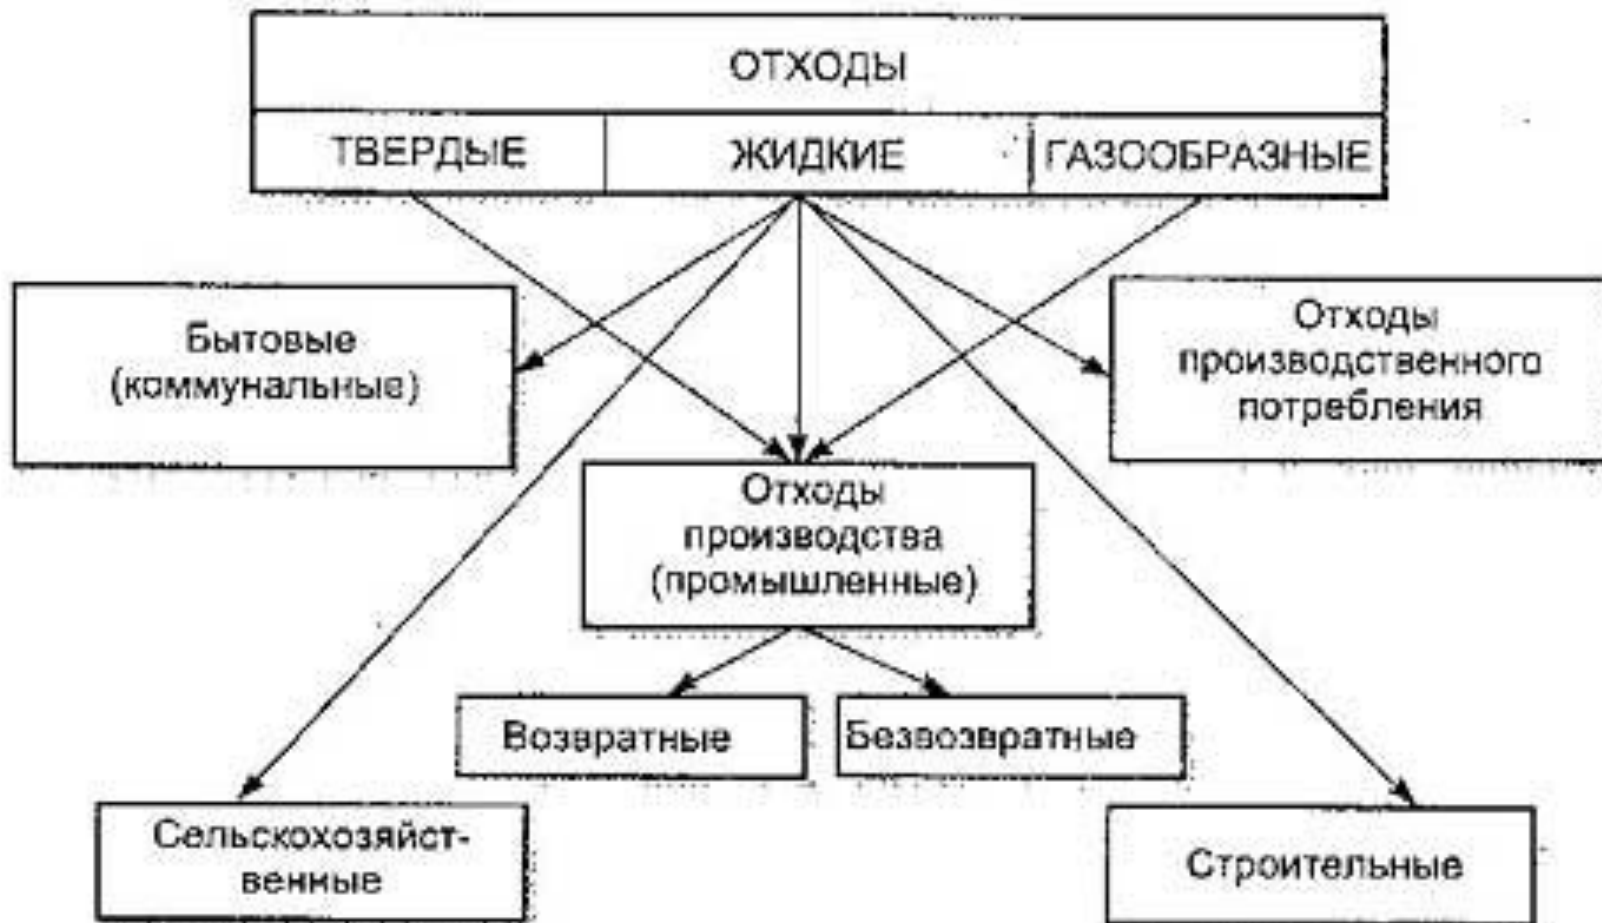 ОТХОДЫ
ТВЕРДЫЕ
ЖИДКИЕ
ГАЗООБРАЗНЫЕ
Бытовые
(коммунальные)
Отходы
производственного
потребления
Отходы
производства
(промышленные)
Возвратные
Безвозвратные
Сельскохозяйст-
венные
Строительные